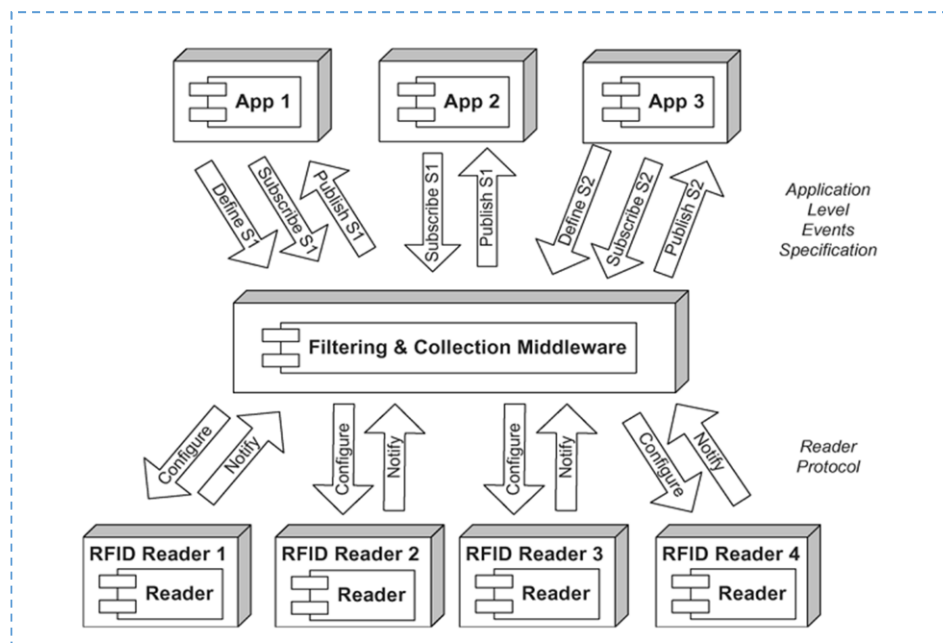 App 1
App 2
App 3
Define S1
Subscribe S1
Publish S1
Subscribe S1
Publish S1
Define S2
Subscribe S2
Publish S2
Application
Level
Events
Specification
Filtering & Collection Middleware
Configure
Notify
Configure
Notify
Configure
Notify
Configure
Notify
Reader
Protocol
RFID Reader 1
Reader
RFID Reader 2
Reader
RFID Reader 3
Reader
RFID Reader 4
Reader